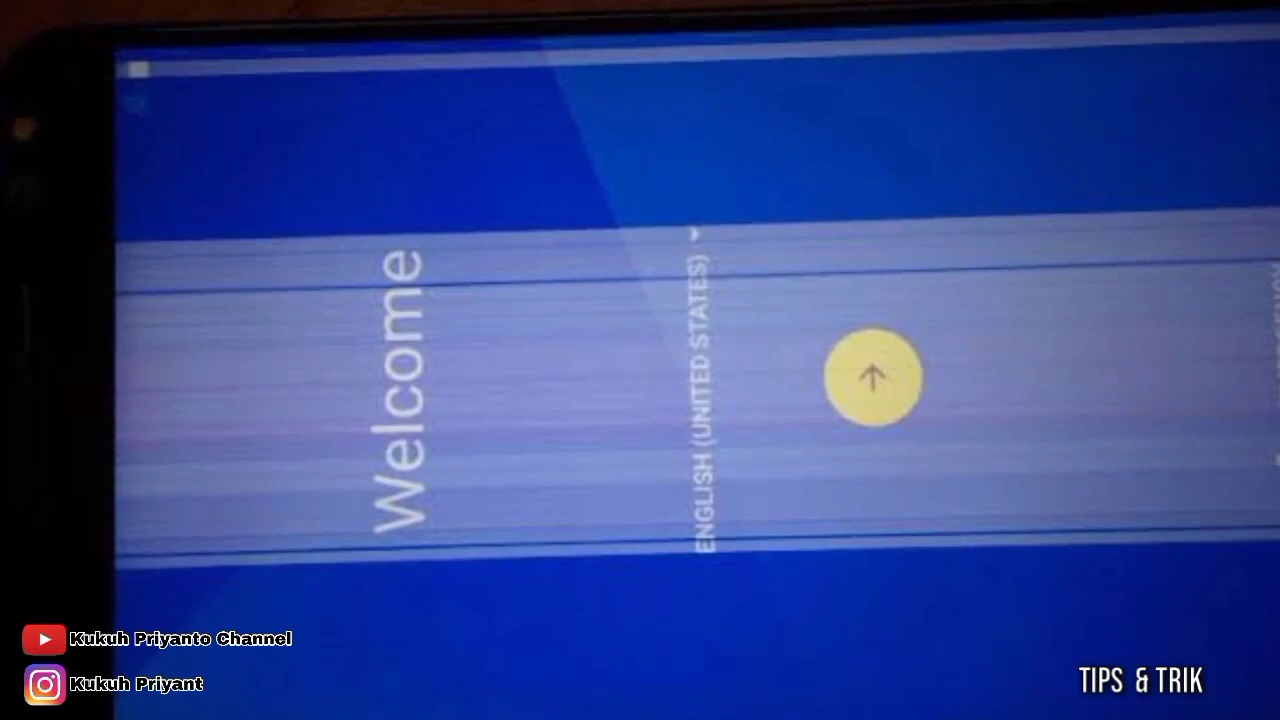 Welcome
ENGLISH (UNITED STATES)
Kukuh Priyanto Channel
Kukuh Priyant
TIPS & TRIK